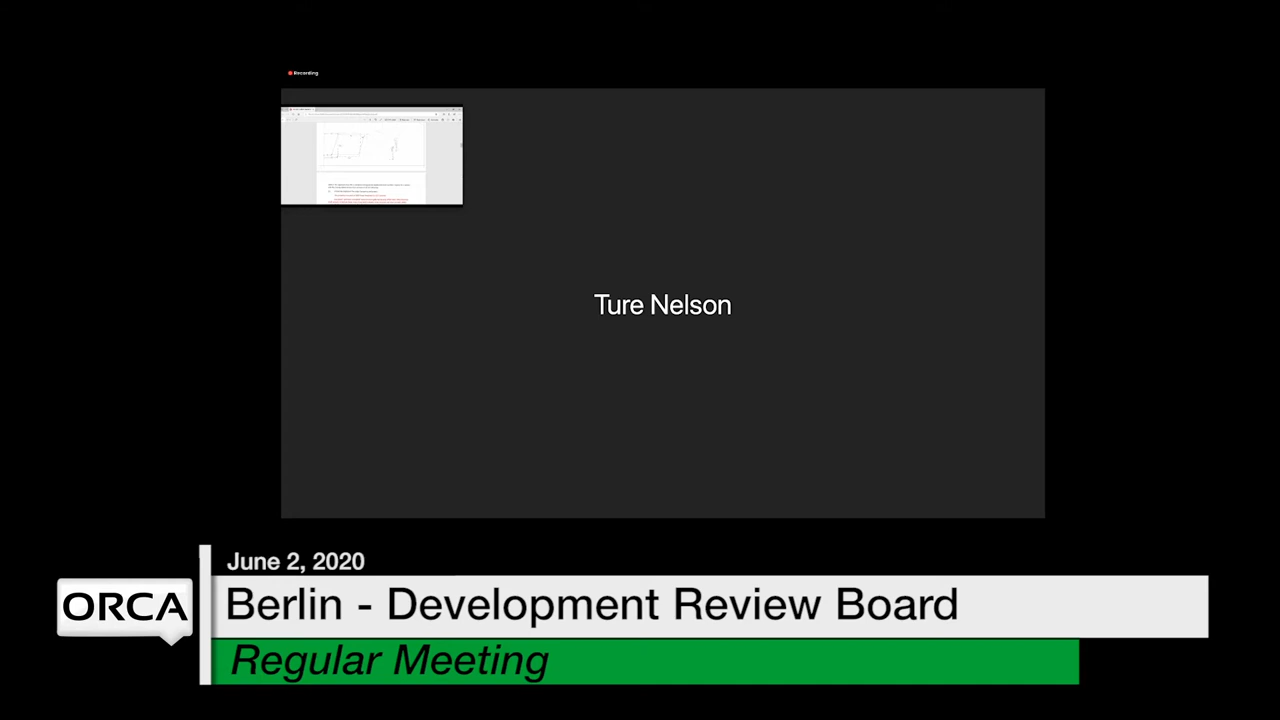 Recording
Ture Nelson
June 2, 2020
ORCA
Berlin - Development Review Board
Regular Meeting